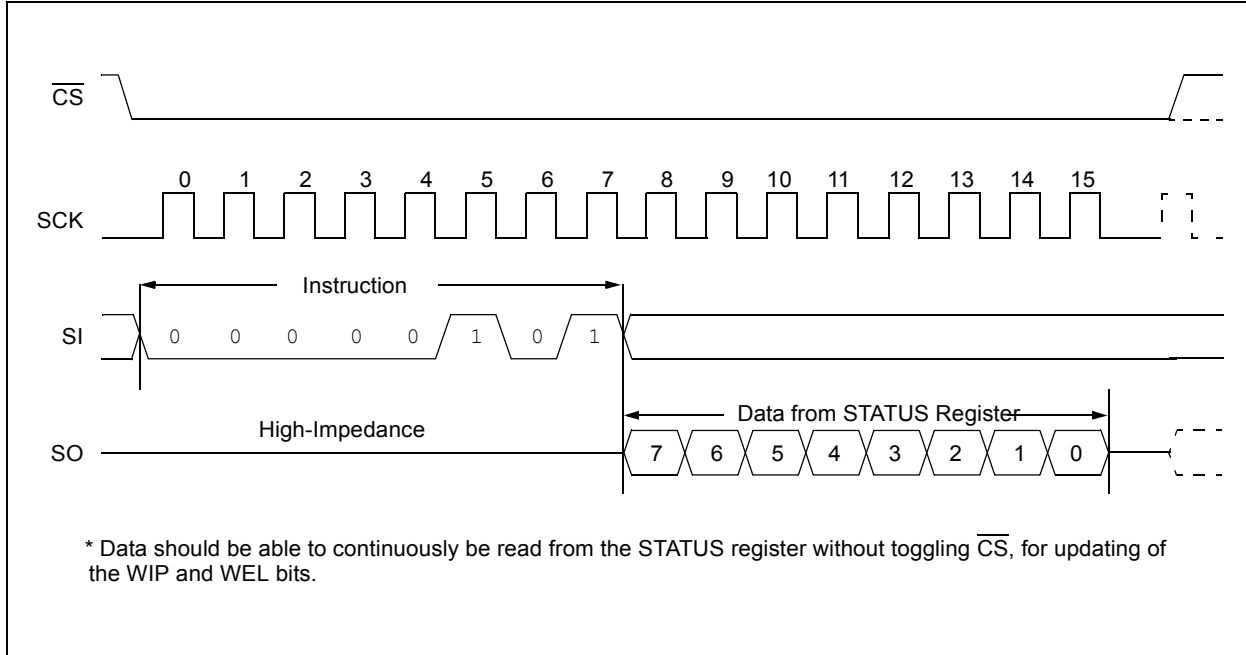 CS
0 1 2 3 4 5 6 7 8 9 10 11 12 13 14 15
SCK
Instruction
SI 0 0 0 0 0 1 0 1
Data from STATUS Register
High-Impedance
SO 7 6 5 4 3 2 1 0
* Data should be able to continuously be read from the STATUS register without toggling CS, for updating of
the WIP and WEL bits.